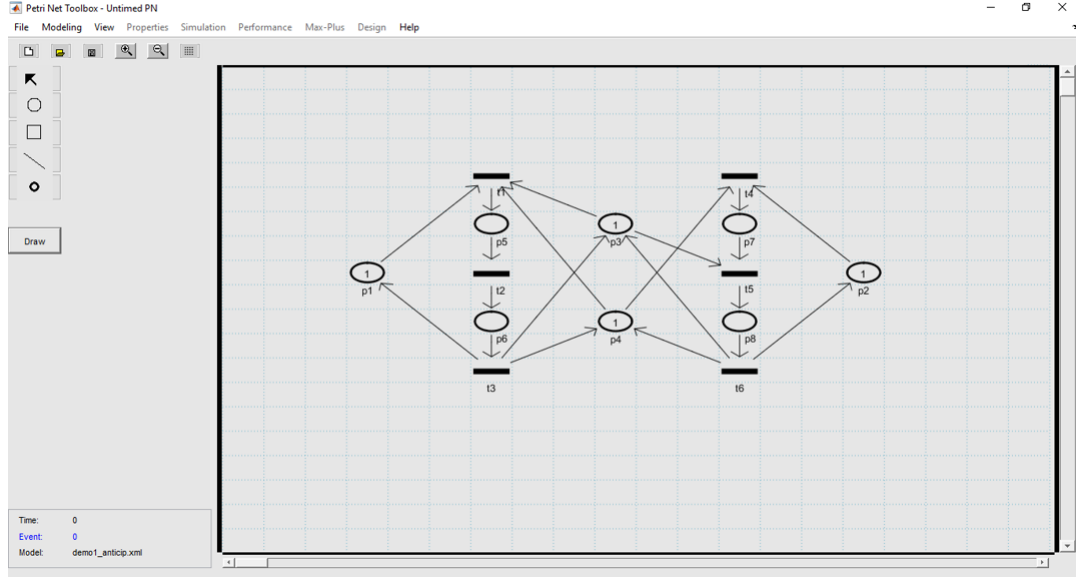 Petri Net Toolbox - Untimed PN
File Modeling View Properties Simulation Performance Max-Plus Design Help
Draw
t1 t4
1
p3
p5 p7
1 1
p1 p2
t2 t5
1
p6 p4 p8
t3 t6
Time: 0
Event: 0
Model: demo1_anticip.xml